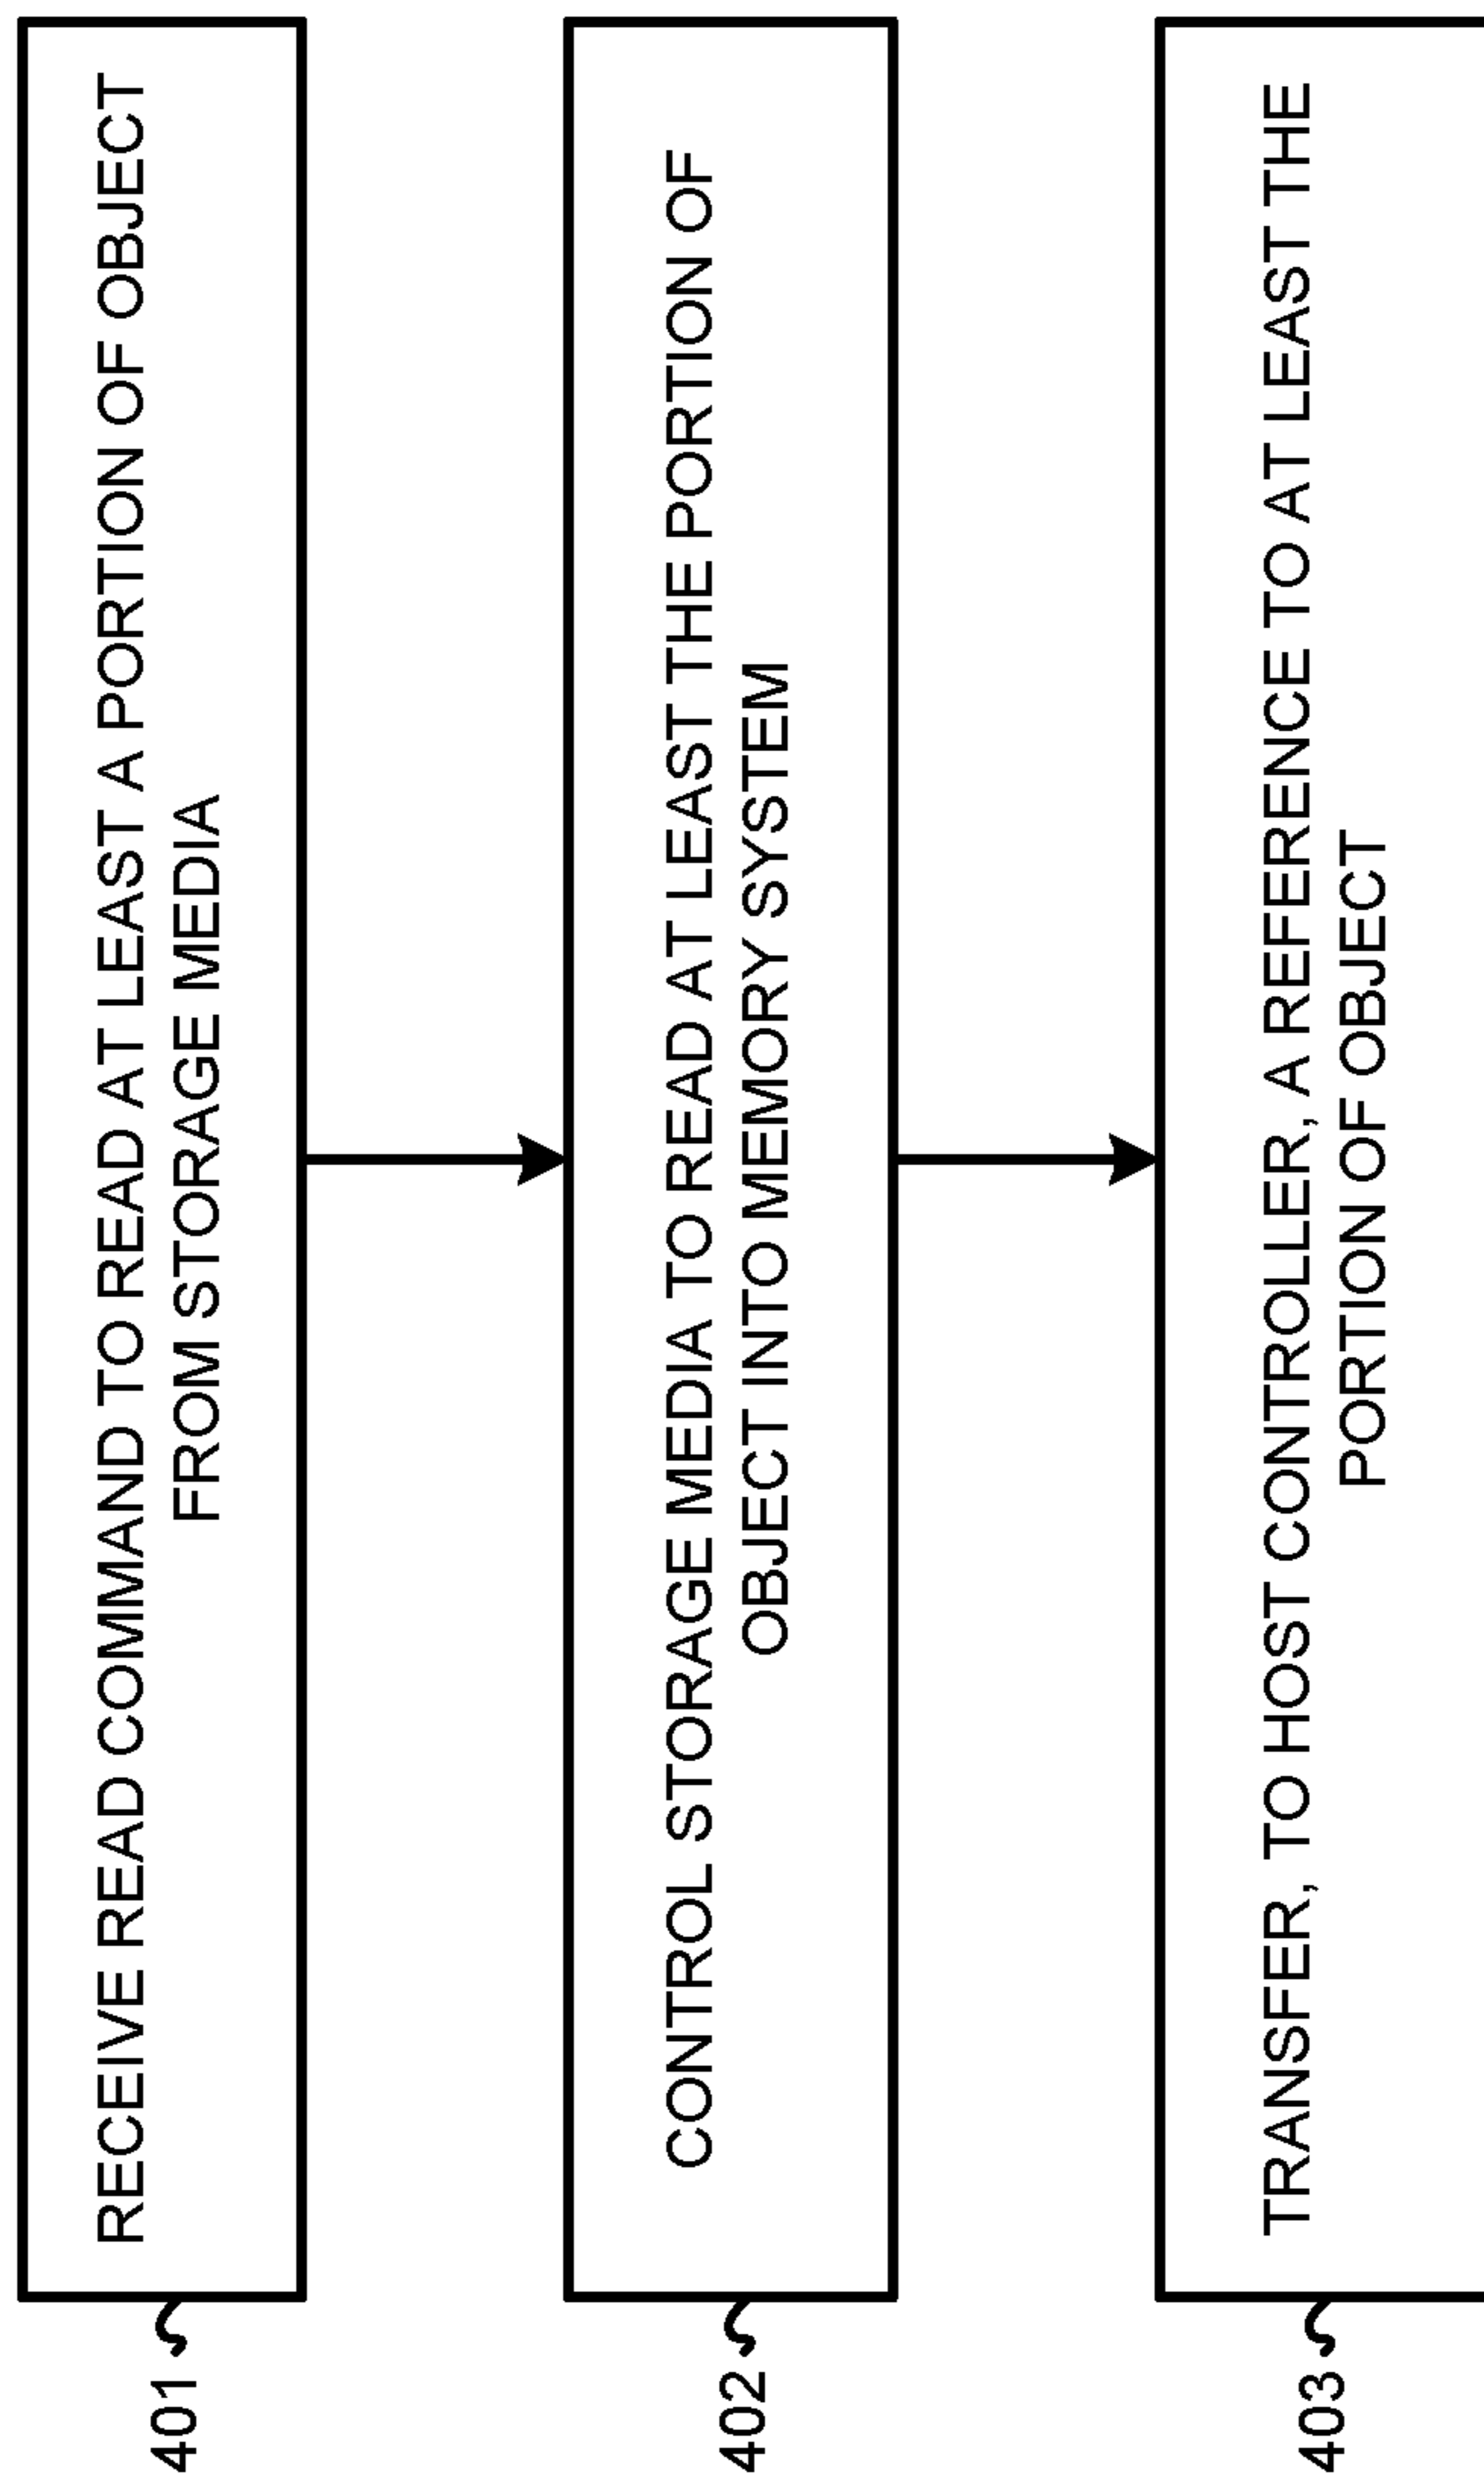 401
RECEIVE READ COMMAND TO READ AT LEAST A PORTION OF OBJECT
FROM STORAGE MEDIA
402
CONTROL STORAGE MEDIA TO READ AT LEAST THE PORTION OF
OBJECT INTO MEMORY SYSTEM
403
TRANSFER, TO HOST CONTROLLER, A REFERENCE TO AT LEAST THE
PORTION OF OBJECT